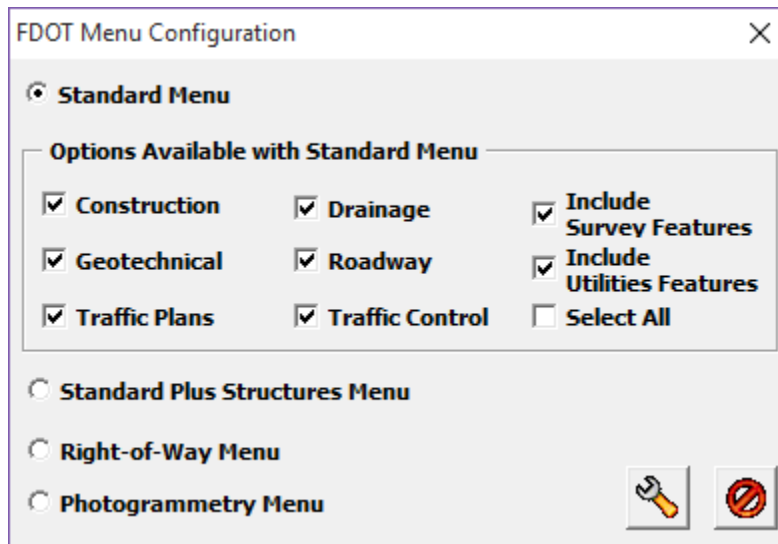 FDOT Menu Configuration
Standard Menu
Options Available with Standard Menu
Construction
Drainage
Include
Survey Features
Geotechnical
Roadway
Include
Utilities Features
Traffic Plans
Traffic Control
Select All
Standard Plus Structures Menu
Right-of-Way Menu
Photogrammetry Menu